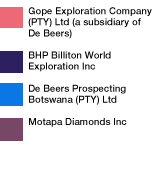 Gope Exploration Company
(PTY) Ltd (a subsidiary of
De Beers)
BHP Billiton World
Exploration Inc
De Beers Prospecting
Botswana (PTY) Ltd
Motapa Diamonds Inc